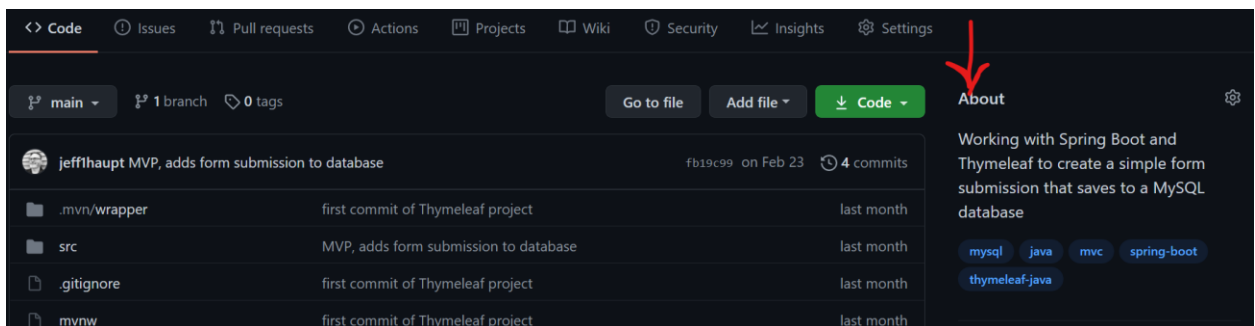 Code Issues Pull requests Actions Projects Wiki Security Insights Settings
main 1 branch 0 tags Go to file Add file Code
About
jeff1haupt MVP, adds form submission to database fb19c99 on Feb 23 4 commits
.mvn/wrapper first commit of Thymeleaf project last month
src MVP, adds form submission to database last month
.gitignore first commit of Thymeleaf project last month
mvnw first commit of Thymeleaf project last month
Working with Spring Boot and
Thymeleaf to create a simple form
submission that saves to a MySQL
database
mysql java mvc spring-boot
thymeleaf-java